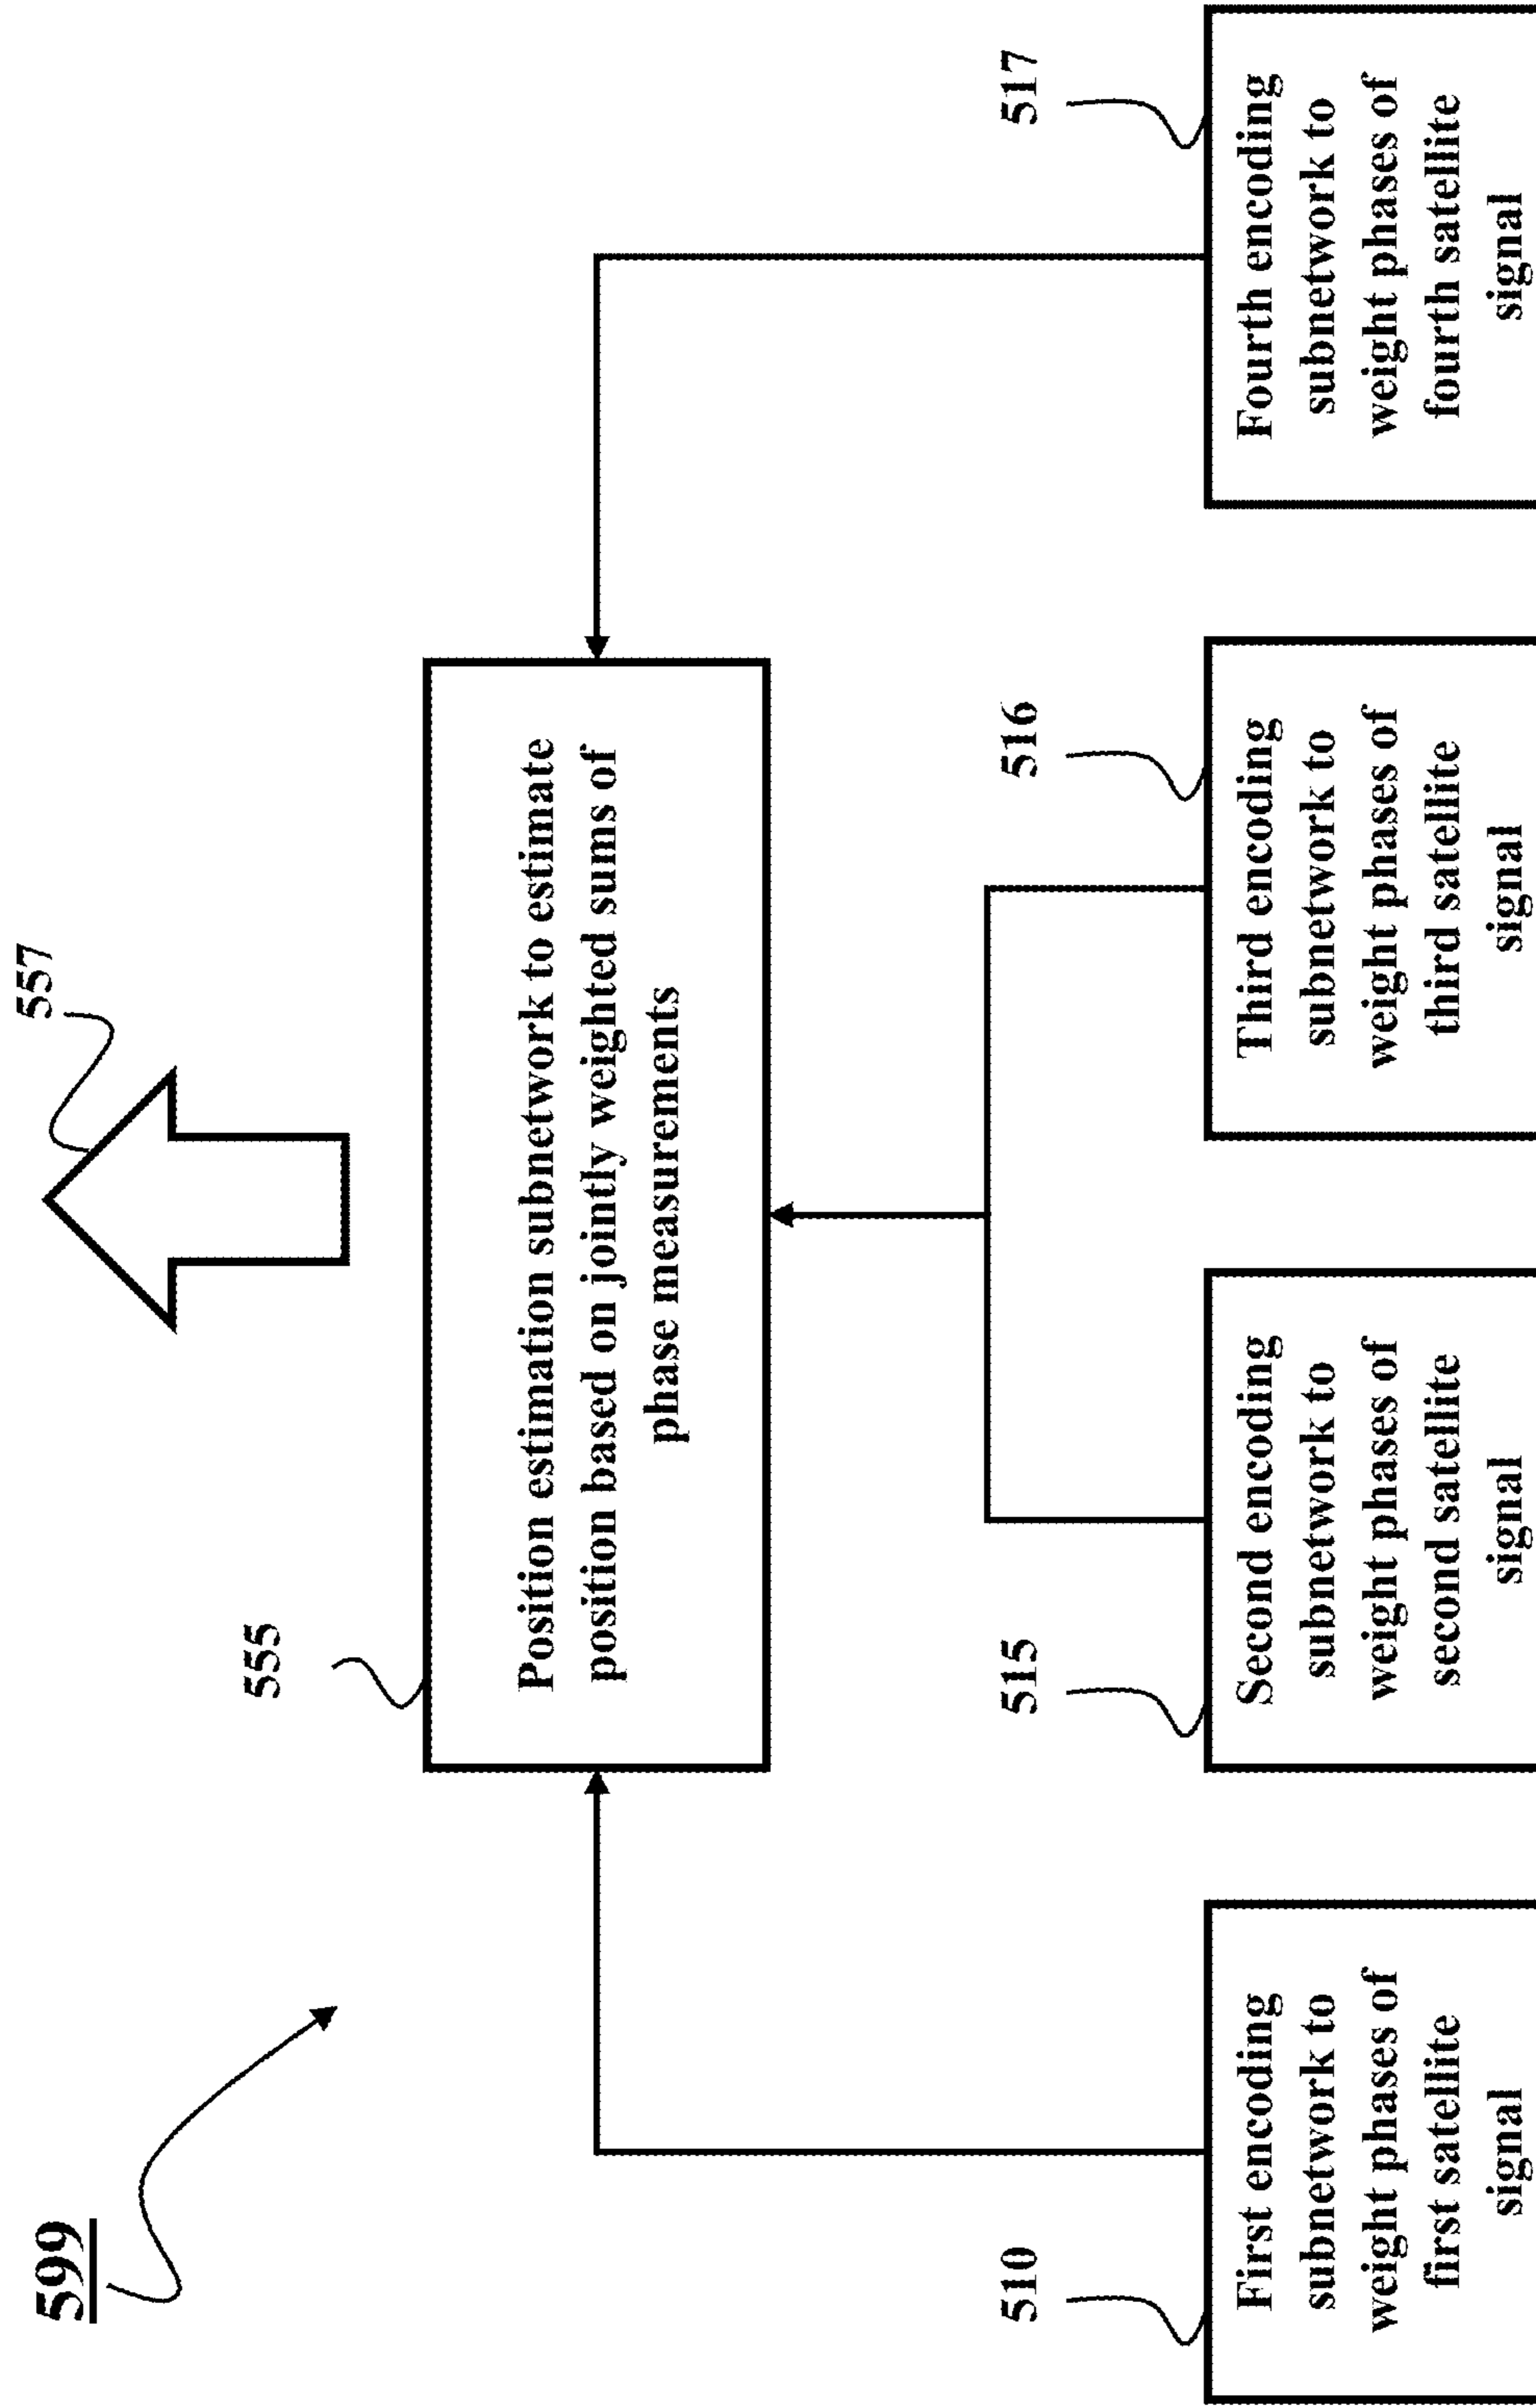 599
557
555
Position estimation subnetwork to estimate
position based on jointly weighted sums of
phase measurements
510
515
516
517
First encoding
subnetwork to
weight phases of
first satellite
signal
Second encoding
subnetwork to
weight phases of
second satellite
signal
Third encoding
subnetwork to
weight phases of
third satellite
signal
Fourth encoding
subnetwork to
weight phases of
fourth satellite
signal